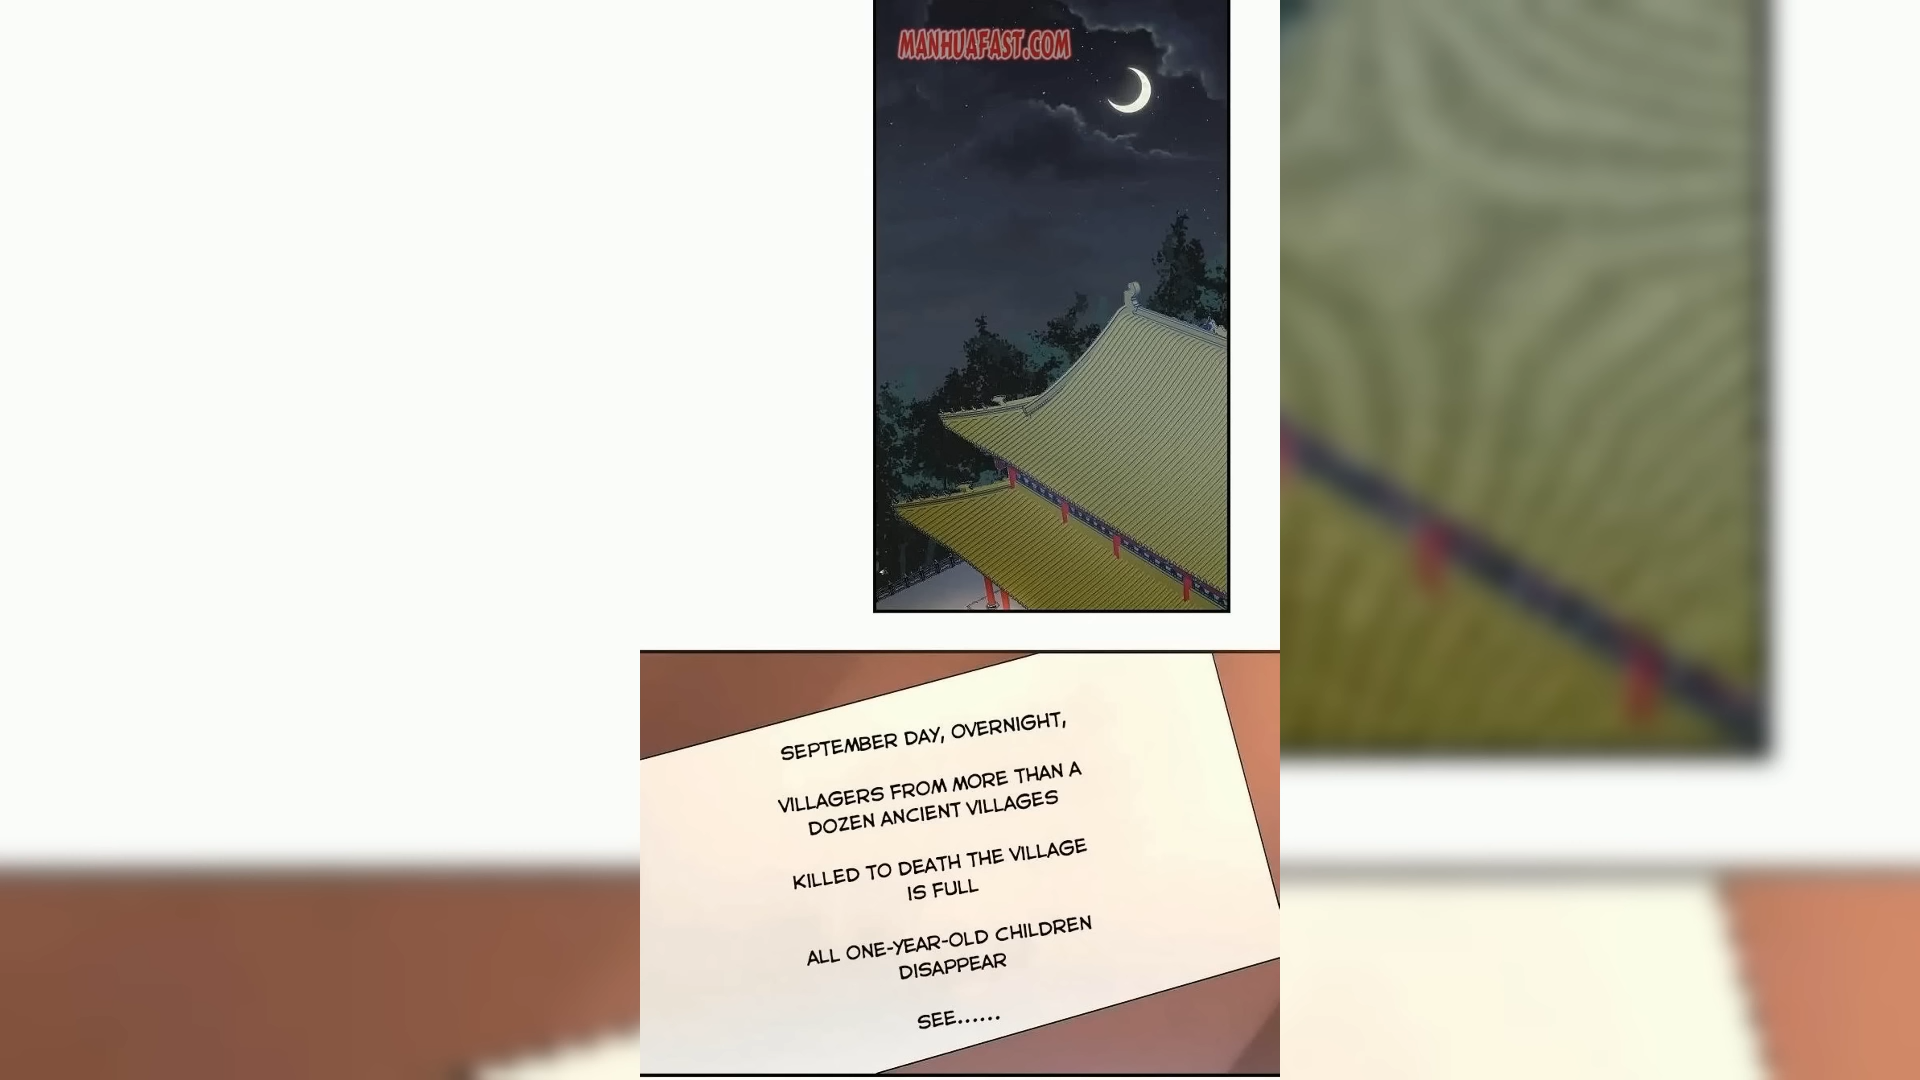 MANHUAFAST.COM
SEPTEMBER DAY, OVERNIGHT,
VILLAGERS FROM MORE THAN A
DOZEN ANCIENT VILLAGES
KILLED TO DEATH THE VILLAGE
IS FULL
ALL ONE-YEAR-OLD CHILDREN
DISAPPEAR
SEE......